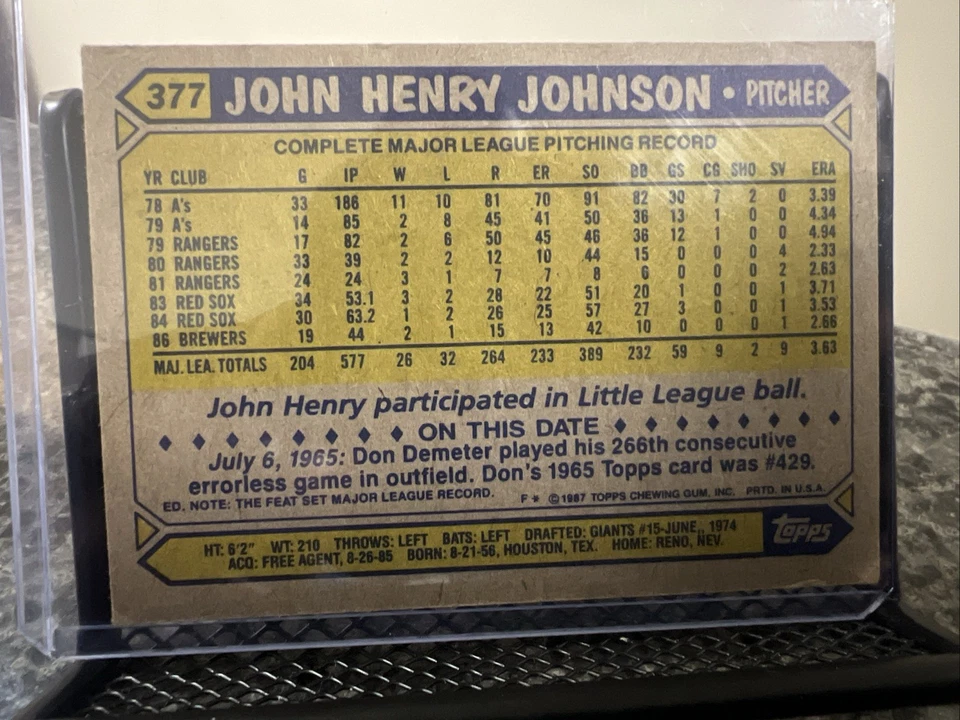 377 JOHN HENRY JOHNSON • PITCHER
COMPLETE MAJOR LEAGUE PITCHING RECORD
YR CLUB G IP W L R ER SO BB GS CG SHO SV ERA
78 A's 33 186 11 10 81 70 91 82 30 7 2 0 3.39
79 A's 14 85 2 8 45 41 50 36 13 1 0 0 4.34
79 RANGERS 17 82 2 6 50 45 46 36 12 1 0 0 4.94
80 RANGERS 33 39 2 2 12 10 44 15 0 0 0 4 2.33
81 RANGERS 24 24 3 1 7 7 8 6 0 0 0 2 2.63
83 RED SOX 34 53.1 3 2 28 22 51 20 1 0 0 1 3.71
84 RED SOX 30 63.2 1 2 26 25 57 27 3 0 0 1 3.53
86 BREWERS 19 44 2 1 15 13 42 10 0 0 0 1 2.66
MAJ. LEA. TOTALS 204 577 26 32 264 233 389 232 59 9 2 9 3.63
John Henry participated in Little League ball.
♦ ♦ ♦ ♦ ♦ ♦ ♦ ♦ ON THIS DATE ♦ ♦ ♦ ♦ ♦ ♦ ♦ ♦ ♦
July 6, 1965: Don Demeter played his 266th consecutive
errorless game in outfield. Don's 1965 Topps card was #429.
ED. NOTE: THE FEAT SET MAJOR LEAGUE RECORD. F* ©1987 TOPPS CHEWING GUM, INC. PRTD. IN U.S.A.
HT: 6'2" WT: 210 THROWS: LEFT BATS: LEFT DRAFTED: GIANTS #15-JUNE, 1974
ACQ: FREE AGENT, 8-26-85 BORN: 8-21-56, HOUSTON, TEX. HOME: RENO, NEV.
topps